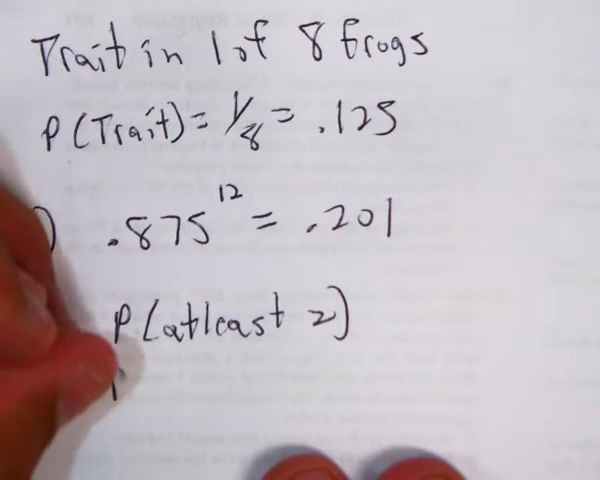 Trait in 1 of 8 frogs
P(Trait) = 1/8 = .125
) .875^12 = .201
P(atleast 2)